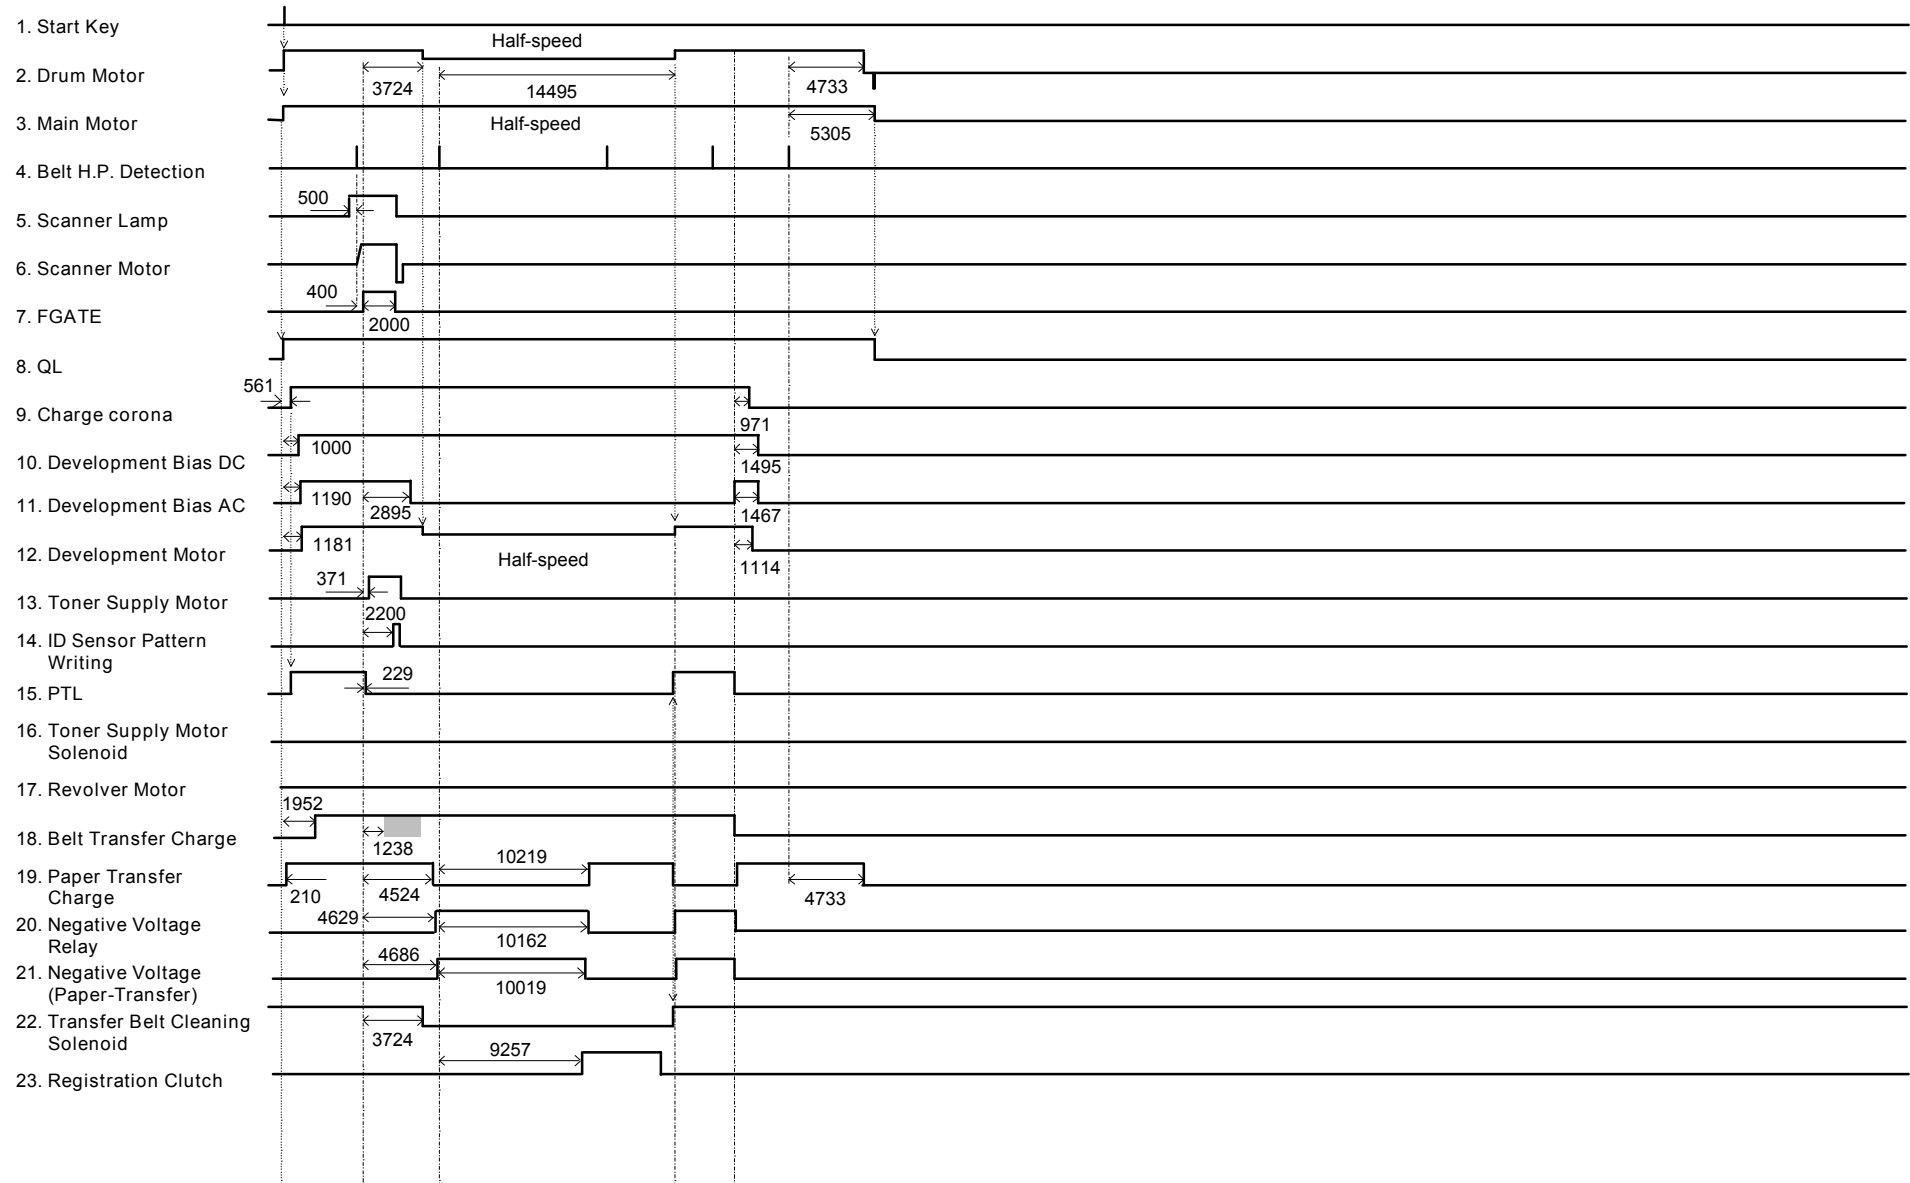 1. Start Key
Half-speed
2. Drum Motor
3724
14495
4733
3. Main Motor
Half-speed
5305
4. Belt H.P. Detection
500
5. Scanner Lamp
6. Scanner Motor
400
7. FGATE
2000
8. QL
561
9. Charge corona
971
10. Development Bias DC
1000
1495
11. Development Bias AC
1190
2895
1467
12. Development Motor
1181
Half-speed
1114
371
13. Toner Supply Motor
2200
14. ID Sensor Pattern
Writing
229
15. PTL
16. Toner Supply Motor
Solenoid
17. Revolver Motor
1952
18. Belt Transfer Charge
1238
10219
19. Paper Transfer
Charge
210
4524
4733
4629
20. Negative Voltage
Relay
10162
4686
21. Negative Voltage
(Paper-Transfer)
10019
22. Transfer Belt Cleaning
Solenoid
3724
9257
23. Registration Clutch